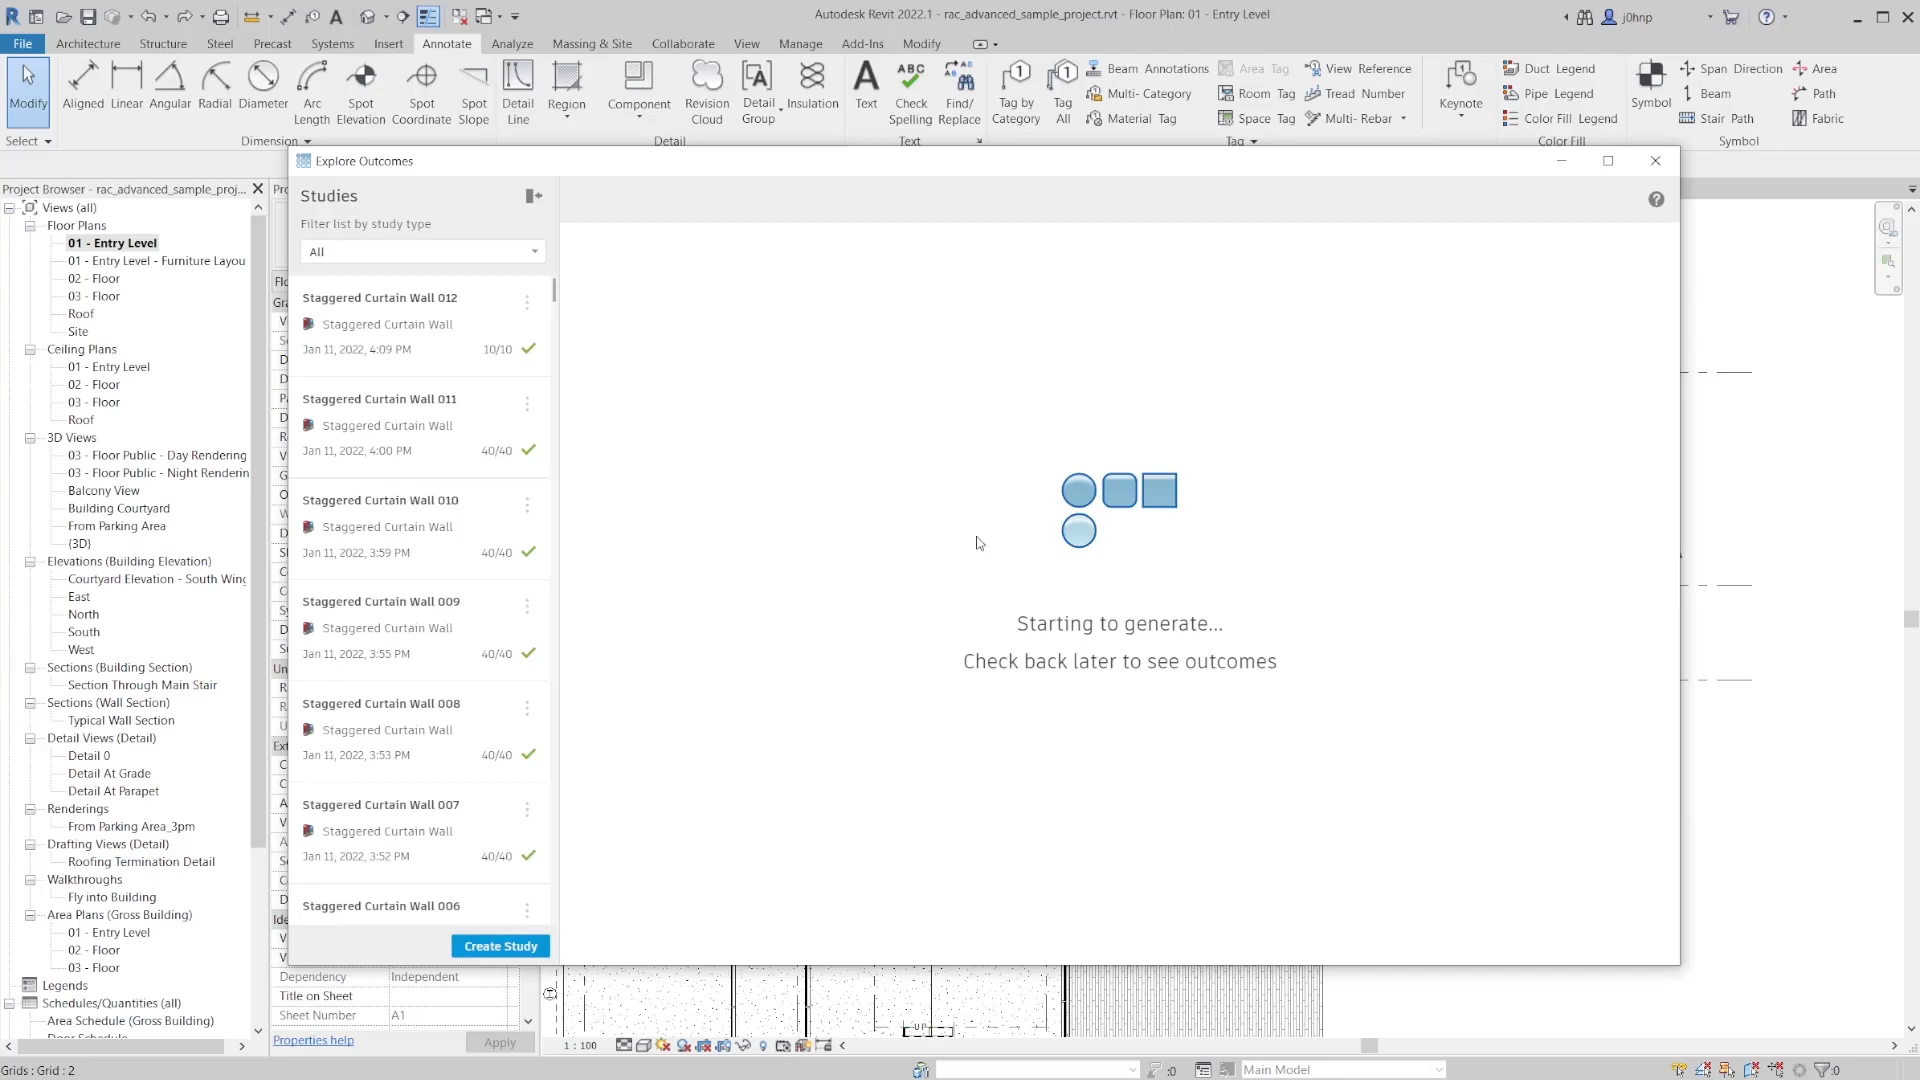 Autodesk Revit 2022.1 - rac_advanced_sample_project.rvt - Floor Plan: 01 - Entry Level
j0hnp
File Architecture Structure Steel Precast Systems Insert Annotate Analyze Massing & Site Collaborate View Manage Add-Ins Modify
Modify Aligned Linear Angular Radial Diameter Arc Length Spot Elevation Spot Coordinate Spot Slope Detail Line Region Component Revision Cloud Detail Group Insulation Text Check Spelling Find/ Replace Tag by Category Tag All
Beam Annotations Area Tag View Reference
Multi- Category Room Tag Tread Number
Material Tag Space Tag Multi- Rebar
Keynote
Duct Legend
Pipe Legend
Color Fill Legend
Symbol
Span Direction Area
Beam Path
Stair Path Fabric
Select Dimension Detail Text Tag Color Fill Symbol
Project Browser - rac_advanced_sample_proj...
Views (all)
Floor Plans
01 - Entry Level
01 - Entry Level - Furniture Layou
02 - Floor
03 - Floor
Roof
Site
Ceiling Plans
01 - Entry Level
02 - Floor
03 - Floor
Roof
3D Views
03 - Floor Public - Day Rendering
03 - Floor Public - Night Renderin
Balcony View
Building Courtyard
From Parking Area
{3D}
Elevations (Building Elevation)
Courtyard Elevation - South Wing
East
North
South
West
Sections (Building Section)
Section Through Main Stair
Sections (Wall Section)
Typical Wall Section
Detail Views (Detail)
Detail 0
Detail At Grade
Detail At Parapet
Renderings
From Parking Area_3pm
Drafting Views (Detail)
Roofing Termination Detail
Walkthroughs
Fly into Building
Area Plans (Gross Building)
01 - Entry Level
02 - Floor
03 - Floor
Legends
Schedules/Quantities (all)
Area Schedule (Gross Building)
Explore Outcomes
Studies
Filter list by study type
All
Staggered Curtain Wall 012
Staggered Curtain Wall
Jan 11, 2022, 4:09 PM 10/10
Staggered Curtain Wall 011
Staggered Curtain Wall
Jan 11, 2022, 4:00 PM 40/40
Staggered Curtain Wall 010
Staggered Curtain Wall
Jan 11, 2022, 3:59 PM 40/40
Staggered Curtain Wall 009
Staggered Curtain Wall
Jan 11, 2022, 3:55 PM 40/40
Staggered Curtain Wall 008
Staggered Curtain Wall
Jan 11, 2022, 3:53 PM 40/40
Staggered Curtain Wall 007
Staggered Curtain Wall
Jan 11, 2022, 3:52 PM 40/40
Staggered Curtain Wall 006
Create Study
Starting to generate...
Check back later to see outcomes
Dependency Independent
Title on Sheet
Sheet Number A1
Properties help Apply
UP
1 : 100
Grids : Grid : 2
:0 Main Model :0